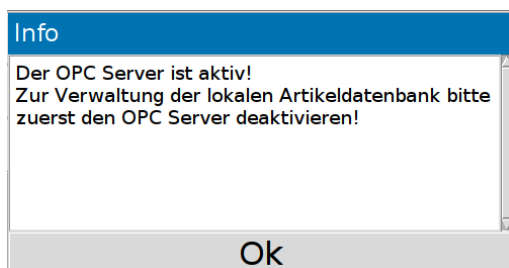 Info
Der OPC Server ist aktiv!
Zur Verwaltung der lokalen Artikeldatenbank bitte
zuerst den OPC Server deaktivieren!
Ok